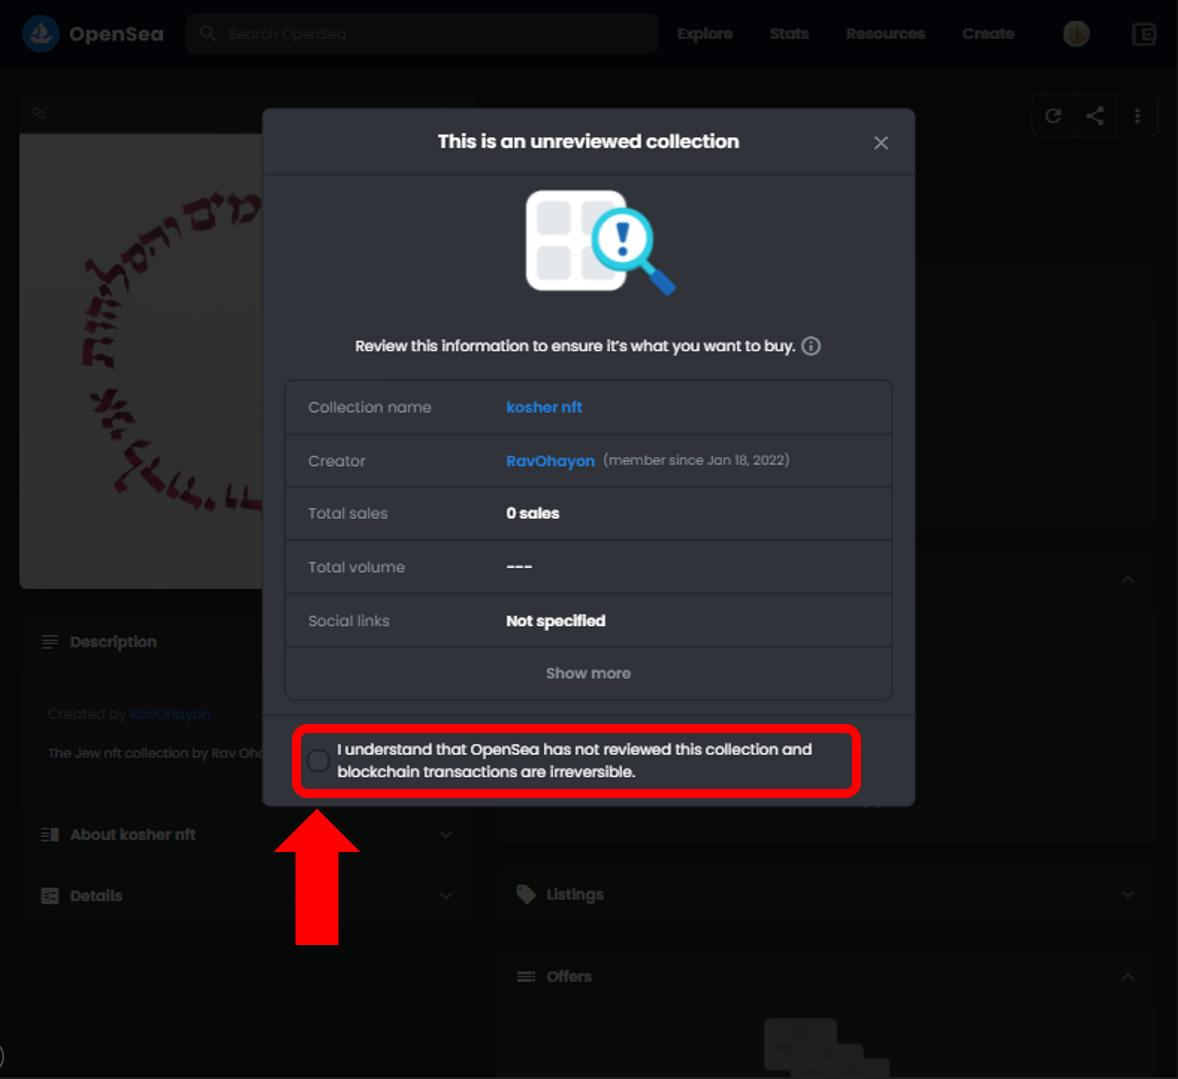 OpenSea
Search OpenSea
Explore
Stats
Resources
Create
This is an unreviewed collection
Review this information to ensure it's what you want to buy.
Collection name
kosher nft
Creator
RavOhayon (member since Jan 18, 2022)
Total sales
0 sales
Total volume
---
Social links
Not specified
Show more
I understand that OpenSea has not reviewed this collection and
blockchain transactions are irreversible.
Description
Created by RavOhayon
The Jew nft collection by Rav
About kosher nft
Details
Listings
Offers